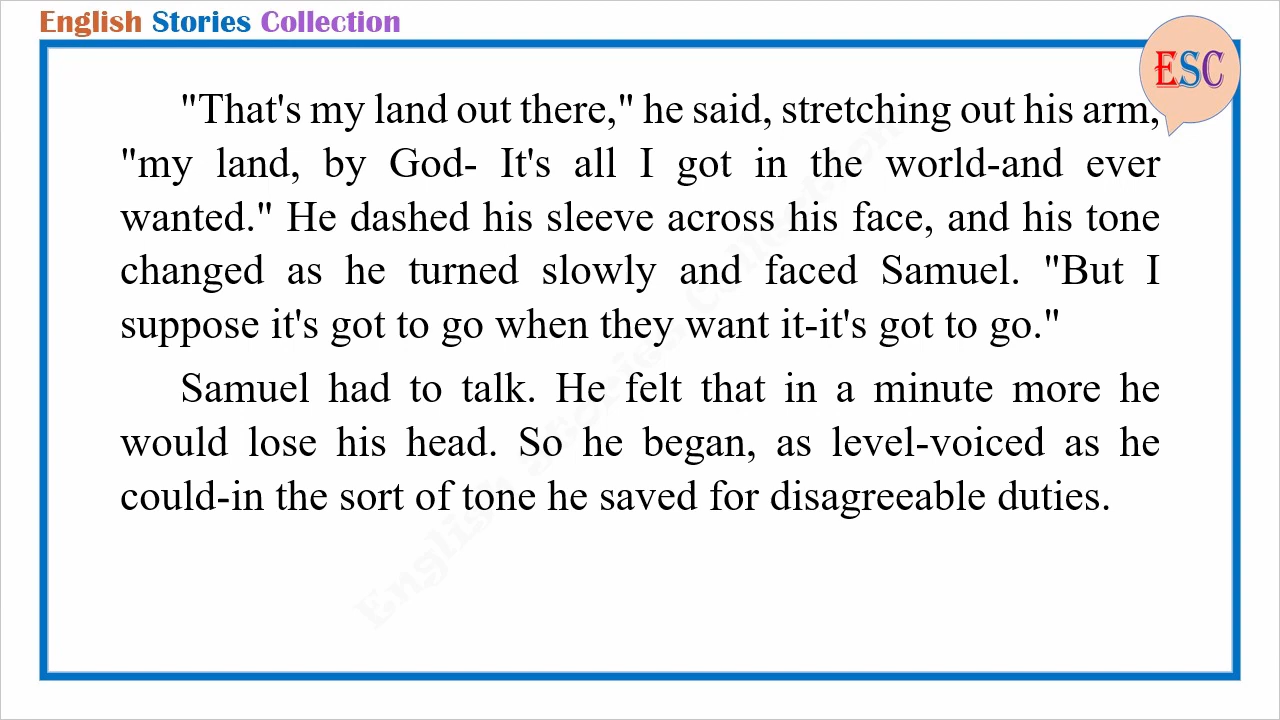 English Stories Collection
ESC
"That's my land out there," he said, stretching out his arm,
"my land, by God- It's all I got in the world-and ever
wanted." He dashed his sleeve across his face, and his tone
changed as he turned slowly and faced Samuel. "But I
suppose it's got to go when they want it-it's got to go."
Samuel had to talk. He felt that in a minute more he
would lose his head. So he began, as level-voiced as he
could-in the sort of tone he saved for disagreeable duties.
English Stories Collection